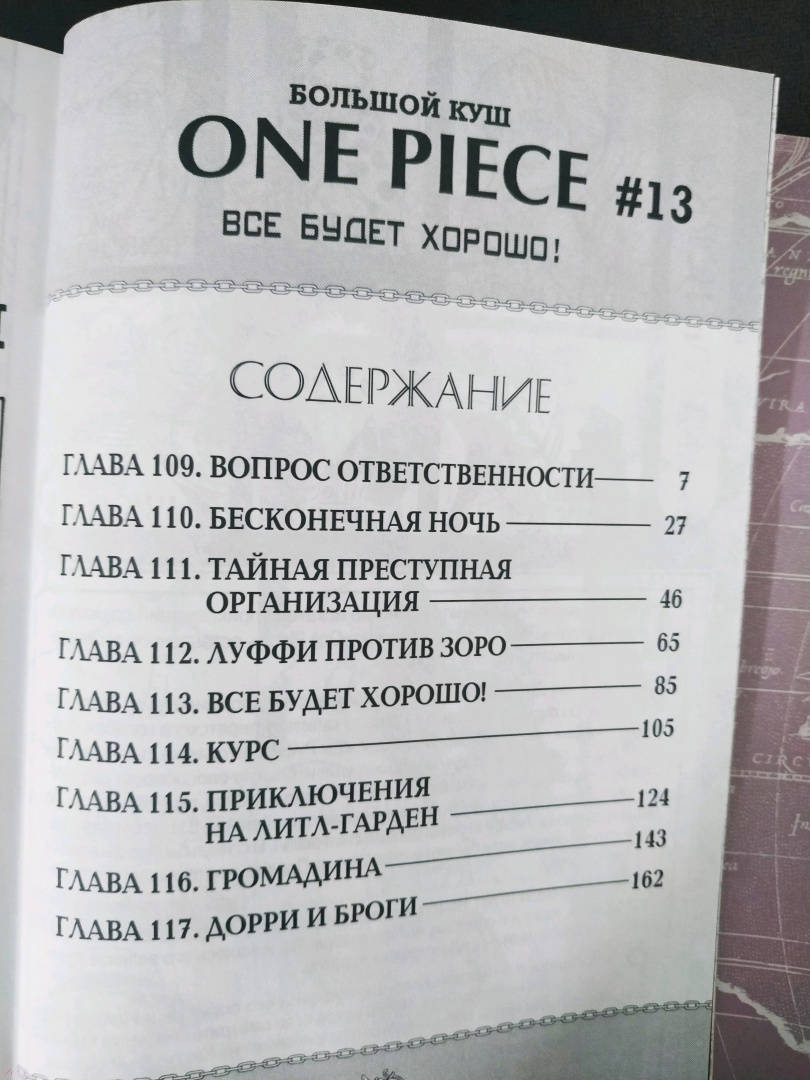 БОЛЬШОЙ КУШ
ONE PIECE #13
ВСЕ БУДЕТ ХОРОШО!
СОДЕРЖАНИЕ
ГЛАВА 109. ВОПРОС ОТВЕТСТВЕННОСТИ 7
ГЛАВА 110. БЕСКОНЕЧНАЯ НОЧЬ 27
ГЛАВА 111. ТАЙНАЯ ПРЕСТУПНАЯ
ОРГАНИЗАЦИЯ 46
ГЛАВА 112. ЛУФФИ ПРОТИВ ЗОРО 65
ГЛАВА 113. ВСЕ БУДЕТ ХОРОШО! 85
ГЛАВА 114. КУРС 105
ГЛАВА 115. ПРИКЛЮЧЕНИЯ
НА ЛИТЛ-ГАРДЕН 124
ГЛАВА 116. ГРОМАДИНА 143
ГЛАВА 117. ДОРРИ И БРОГИ 162